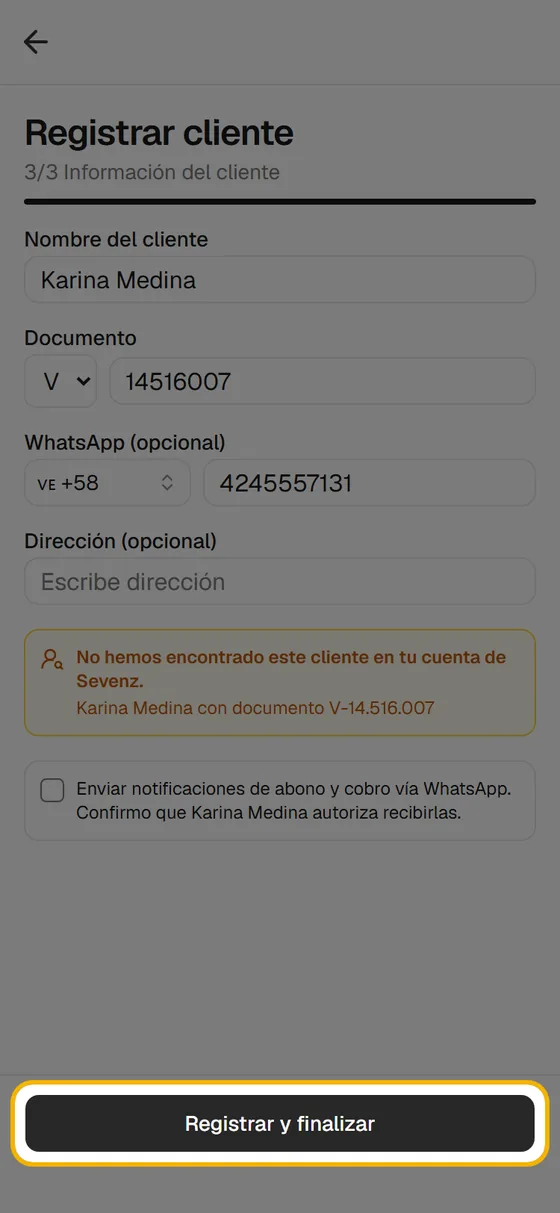 Registrar cliente
3/3 Información del cliente
Nombre del cliente
Karina Medina
Documento
V 14516007
WhatsApp (opcional)
VE +58 4245557131
Dirección (opcional)
Escribe dirección
No hemos encontrado este cliente en tu cuenta de
Sevenz.
Karina Medina con documento V-14.516.007
Enviar notificaciones de abono y cobro vía WhatsApp.
Confirmo que Karina Medina autoriza recibirlas.
Registrar y finalizar